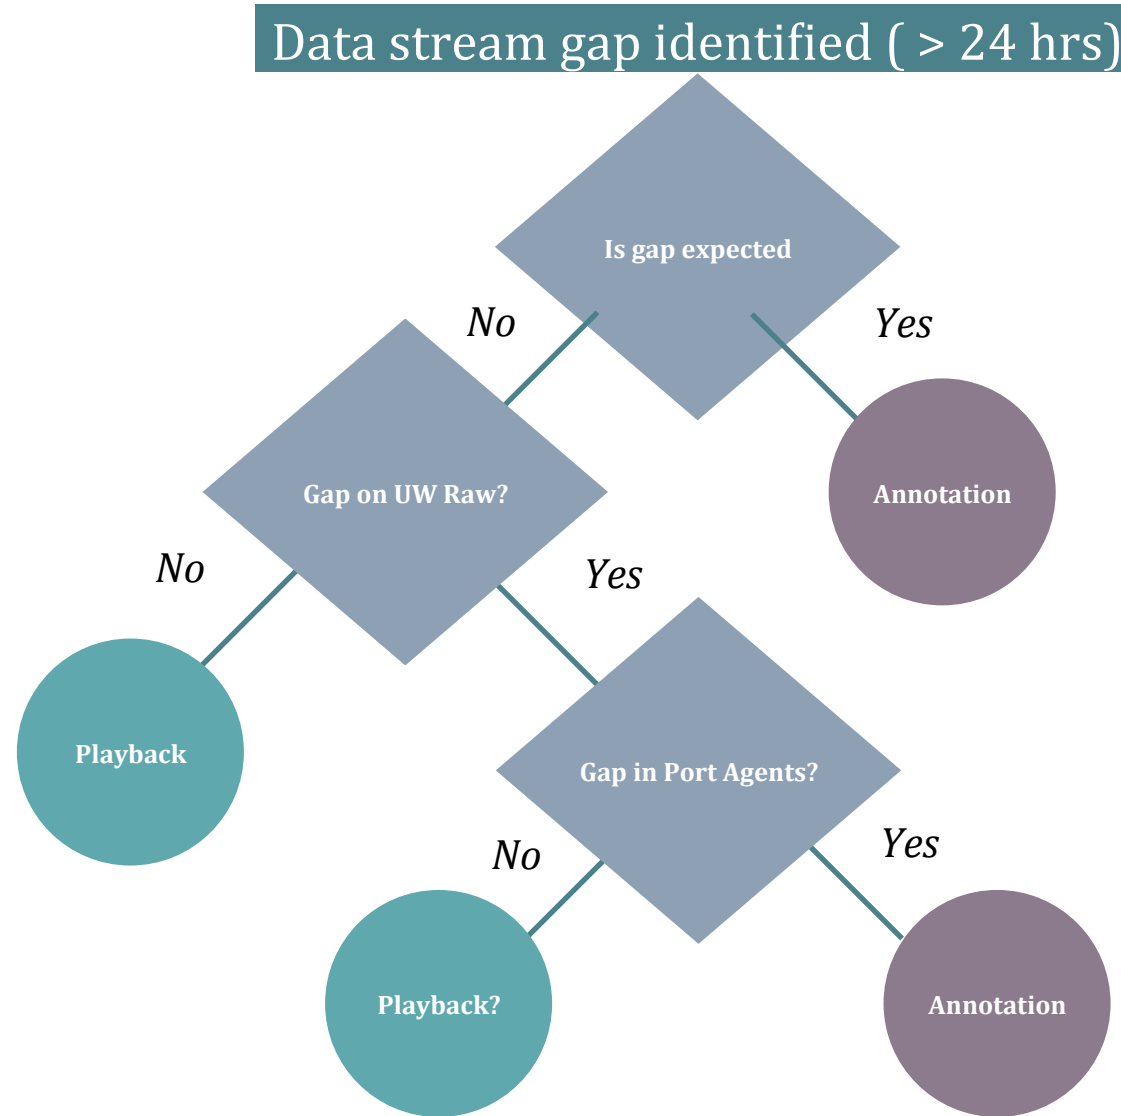 Data stream gap identified ( > 24 hrs)
Is gap expected
No
Yes
Gap on UW Raw?
Annotation
No
Yes
Playback
Gap in Port Agents?
No
Yes
Playback?
Annotation